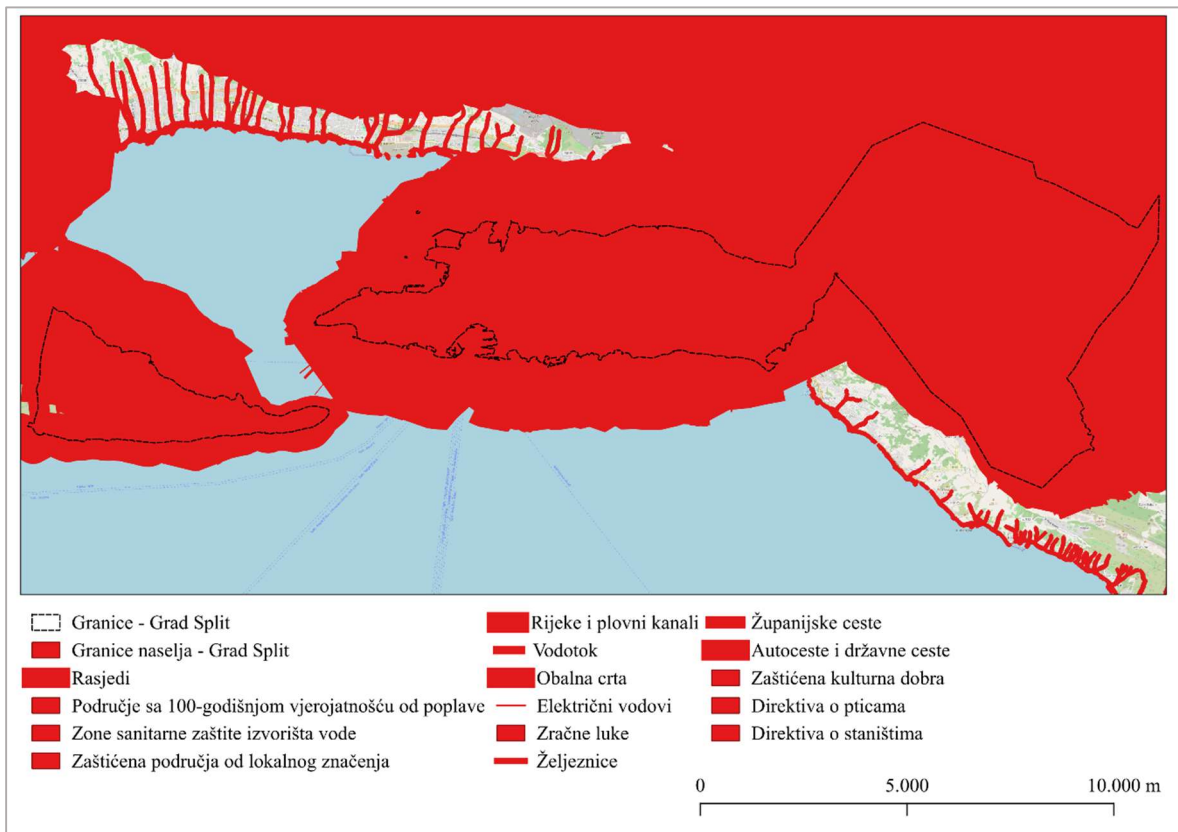 Granice - Grad Split
Granice naselja - Grad Split
Rasjedi
Područje sa 100-godišnjom vjerojatnošću od poplave
Zone sanitarne zaštite izvorišta vode
Zaštićena područja od lokalnog značenja
Rijeke i plovni kanali
Vodotok
Obalna crta
Električni vodovi
Zračne luke
Željeznice
Županijske ceste
Autoceste i državne ceste
Zaštićena kulturna dobra
Direktiva o pticama
Direktiva o staništima
0 5.000 10.000 m